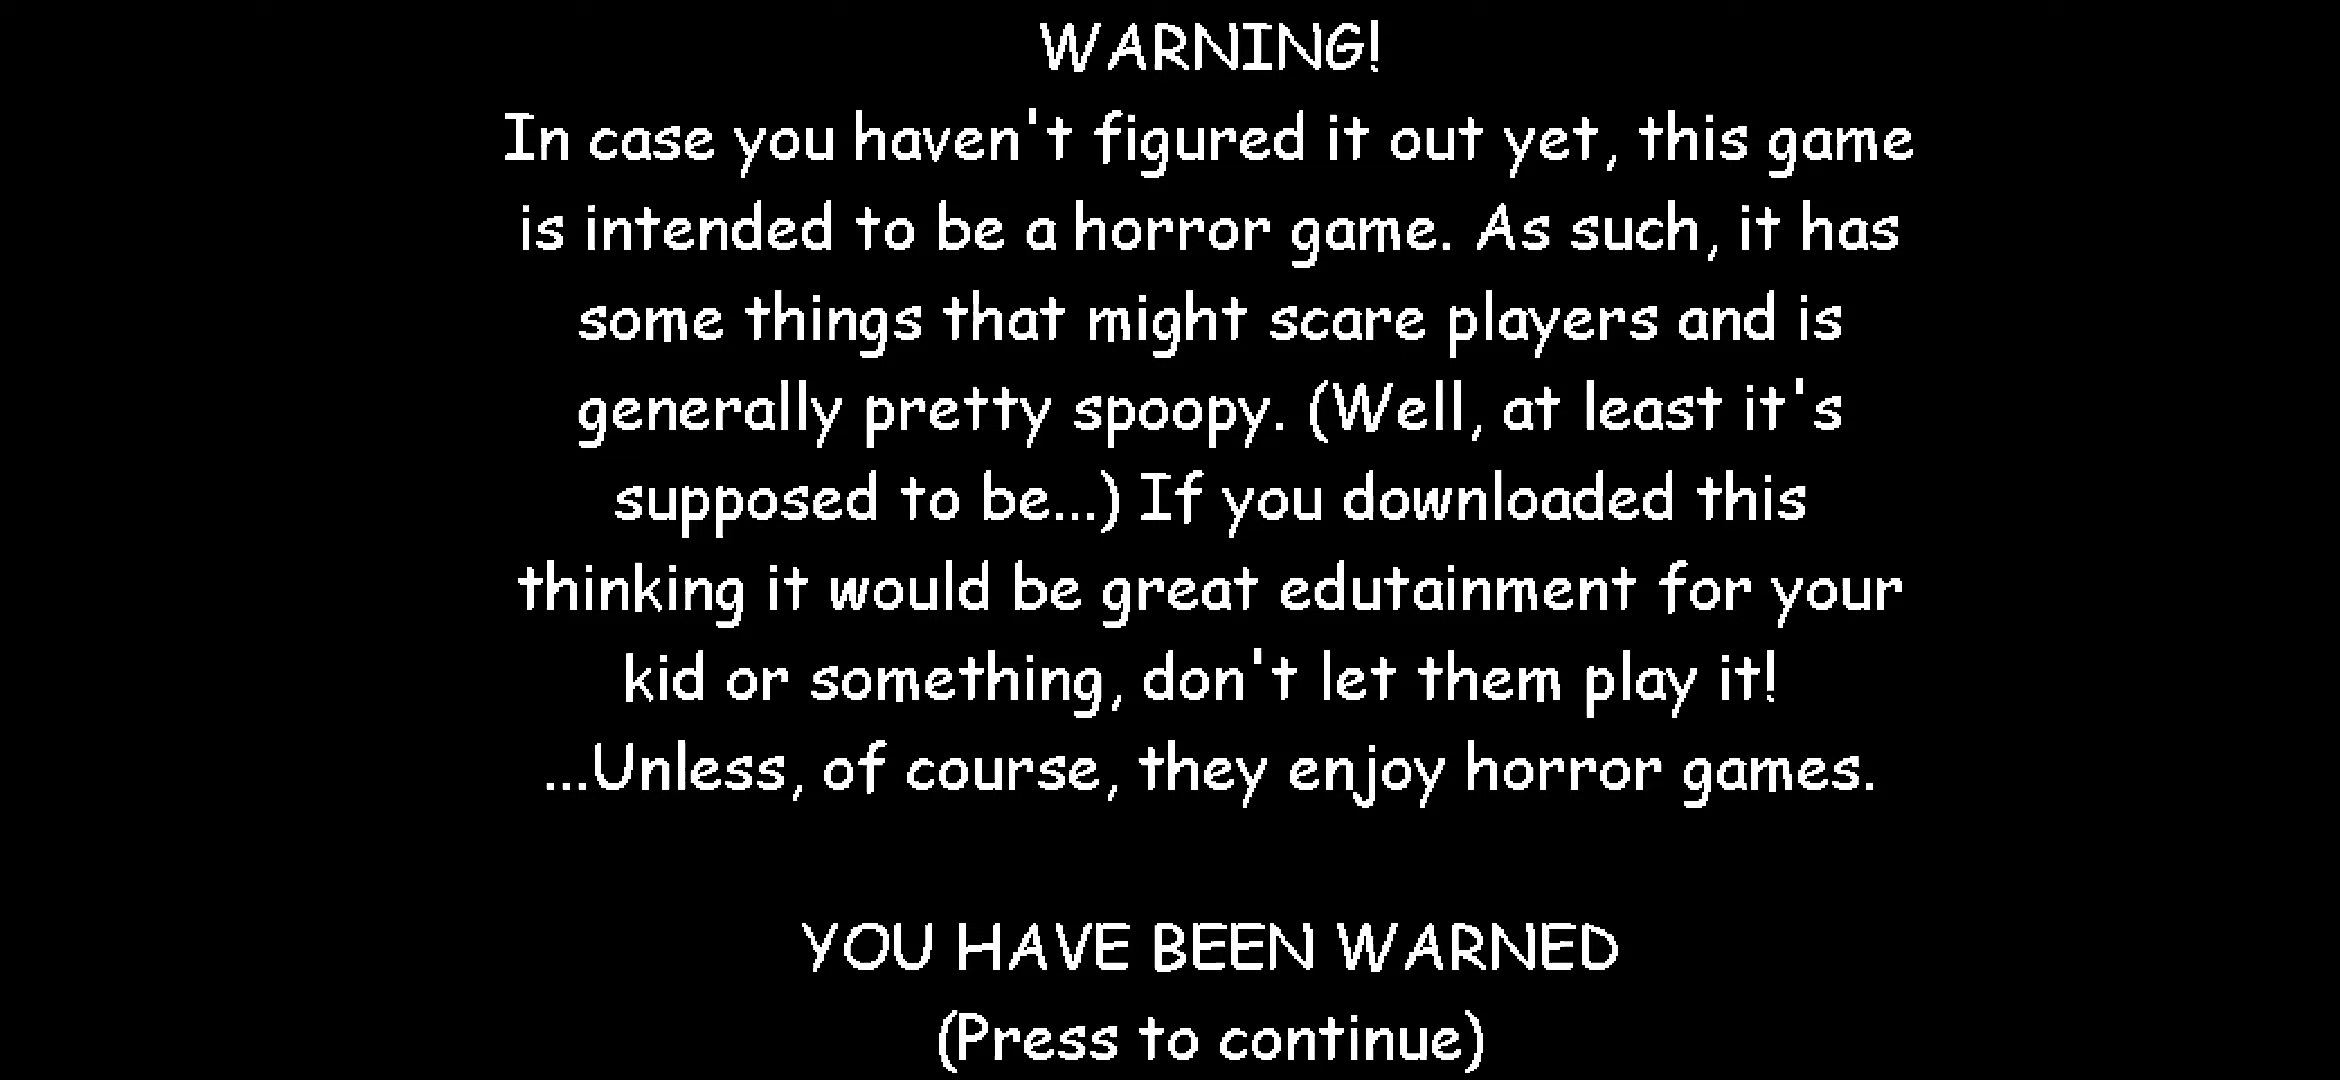 WARNING!
In case you haven't figured it out yet, this game
is intended to be a horror game. As such, it has
some things that might scare players and is
generally pretty spoopy. (Well, at least it's
supposed to be...) If you downloaded this
thinking it would be great edutainment for your
kid or something, don't let them play it!
...Unless, of course, they enjoy horror games.
YOU HAVE BEEN WARNED
(Press to continue)